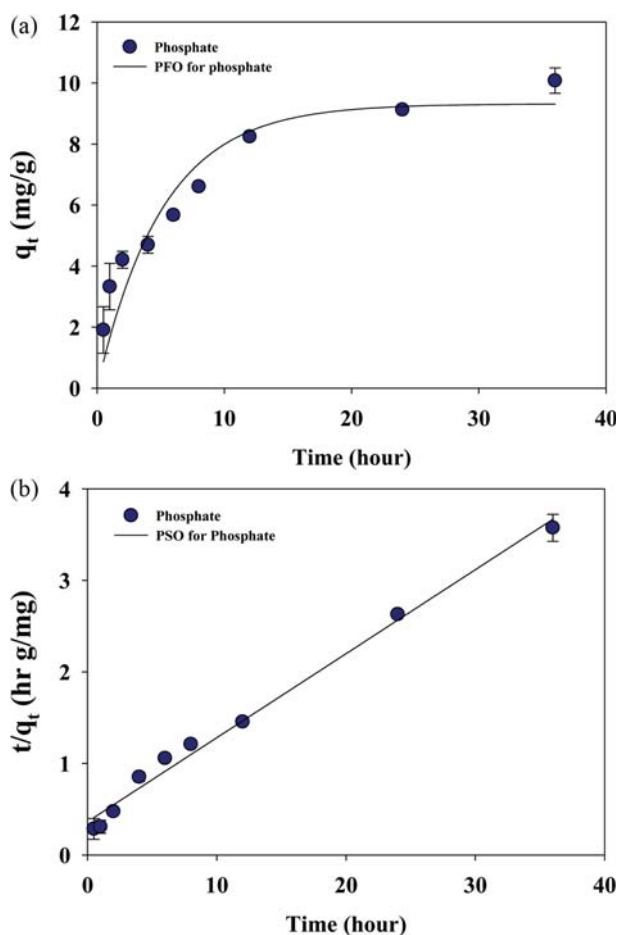 (a)
Phosphate
PFO for phosphate
12
10
8
6
4
2
0
qt (mg/g)
0 10 20 30 40
Time (hour)
(b)
Phosphate
PSO for Phosphate
4
3
2
1
0
t/qt (hr g/mg)
0 10 20 30 40
Time (hour)